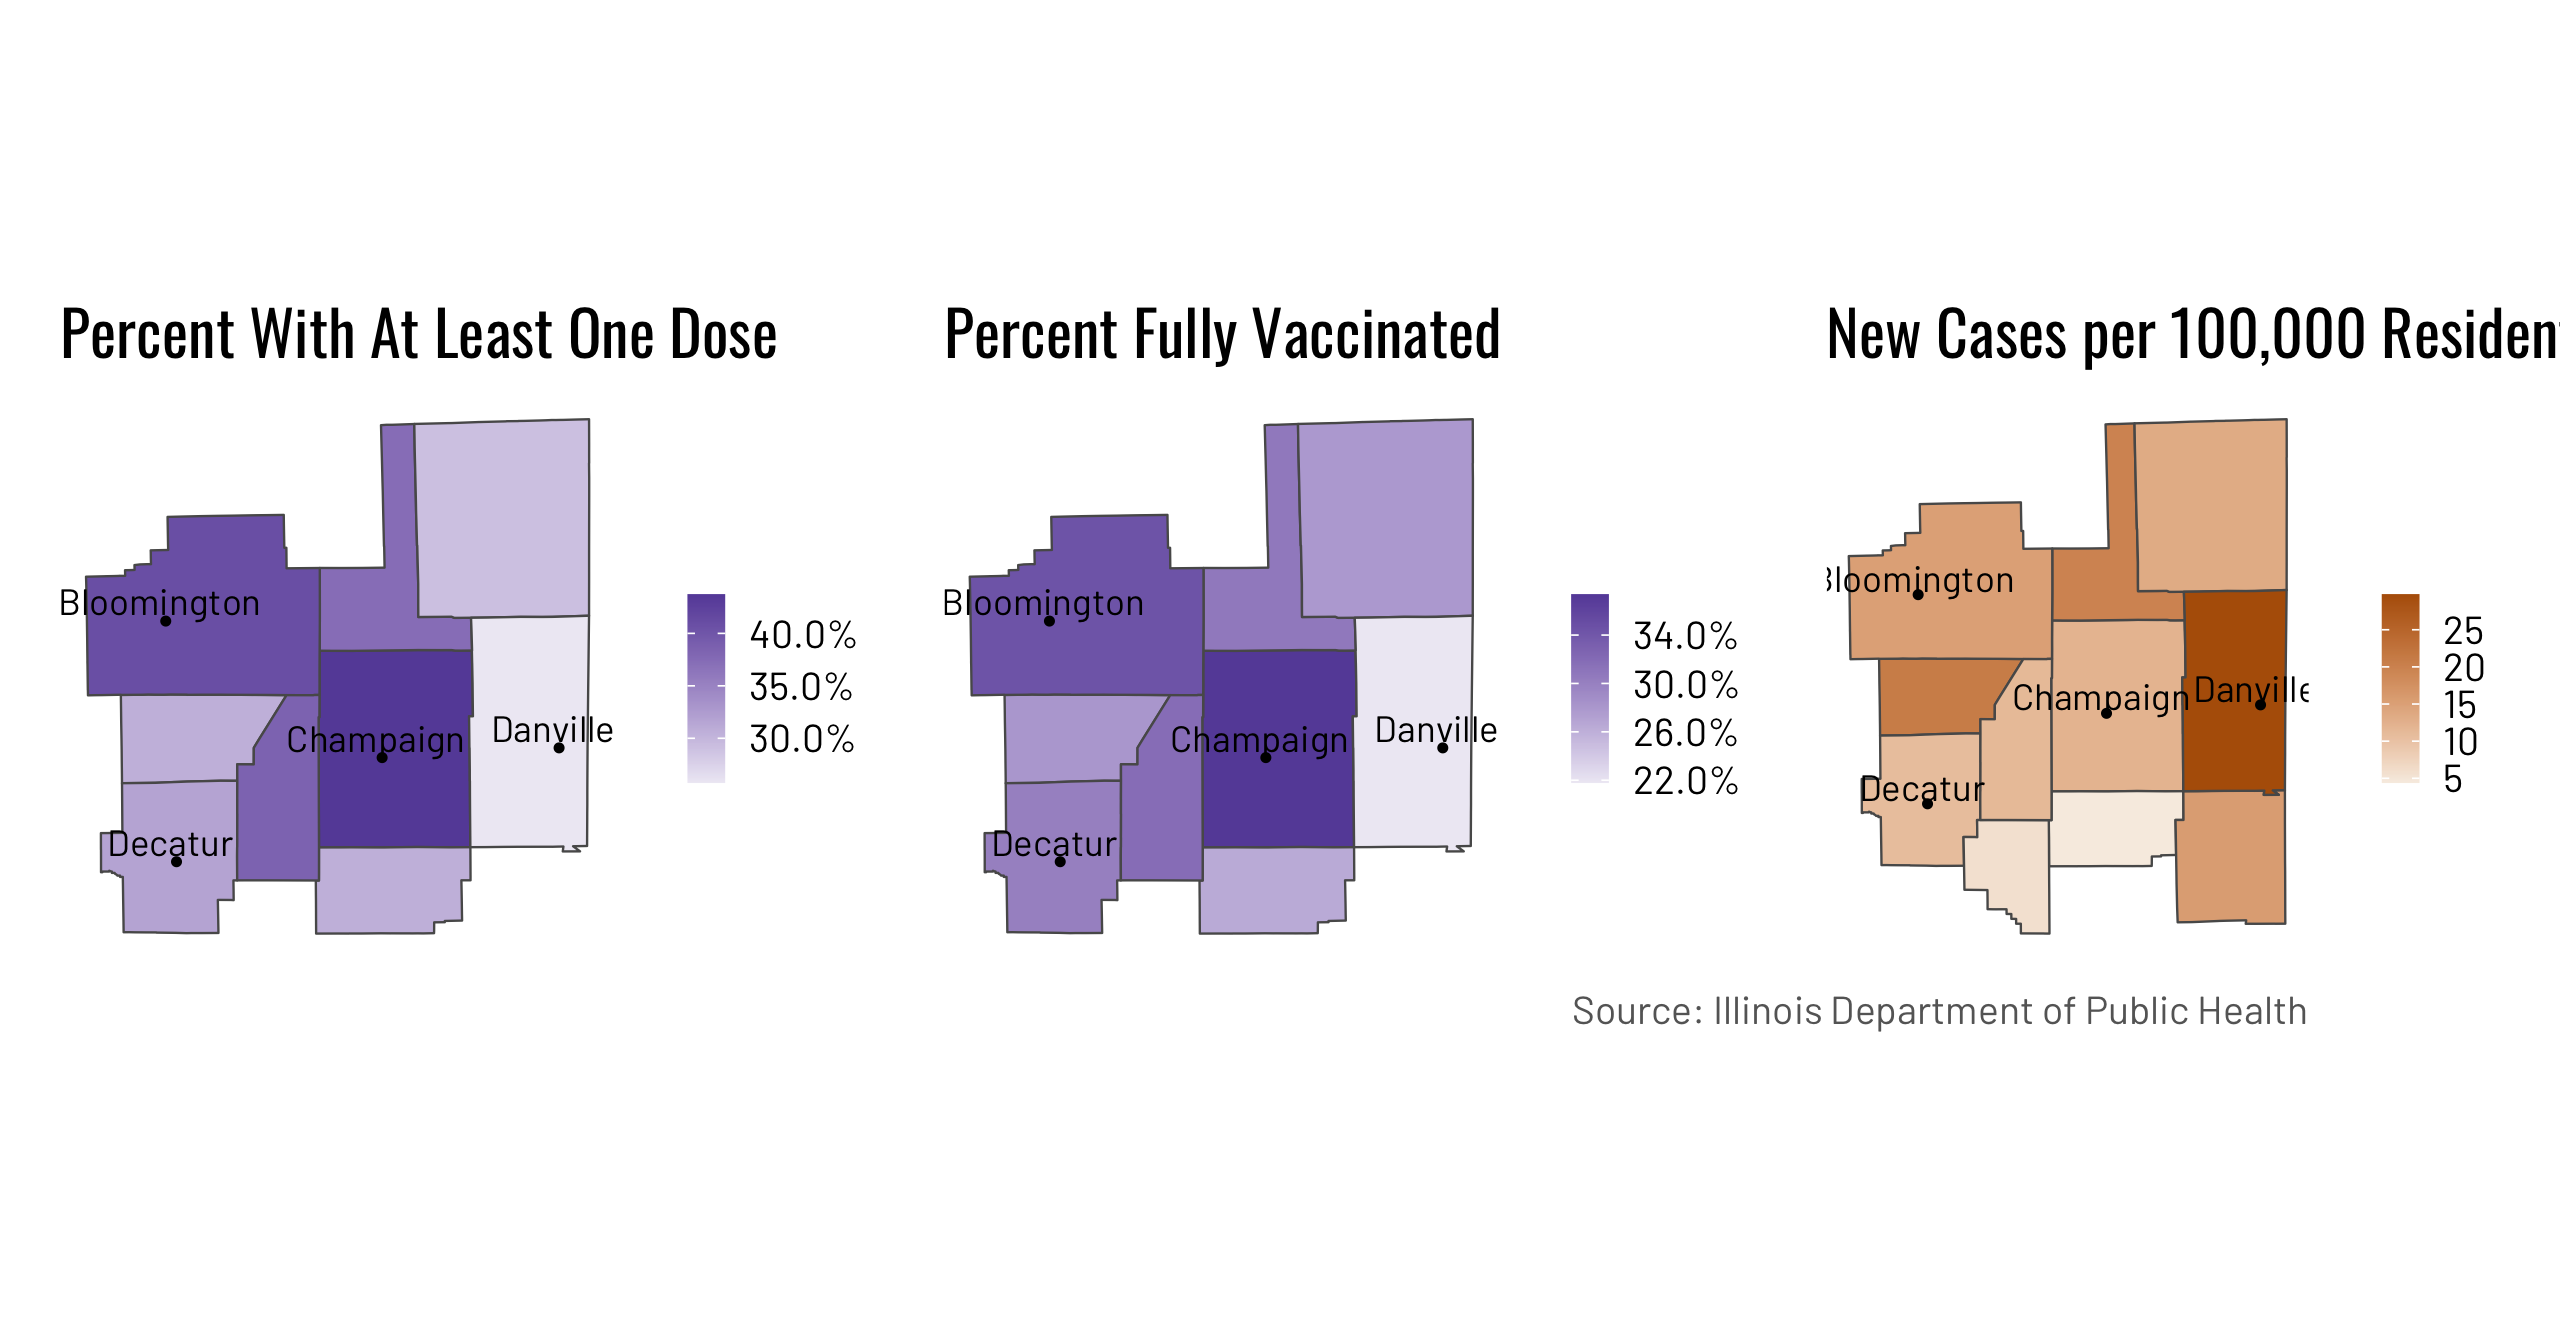 Percent With At Least One Dose
Bloomington
Champaign
Danville
Decatur
40.0%
35.0%
30.0%
Percent Fully Vaccinated
Bloomington
Champaign
Danville
Decatur
34.0%
30.0%
26.0%
22.0%
New Cases per 100,000 Residen
loomington
Champaign
Danville
Decatur
25
20
15
10
5
Source: Illinois Department of Public Health